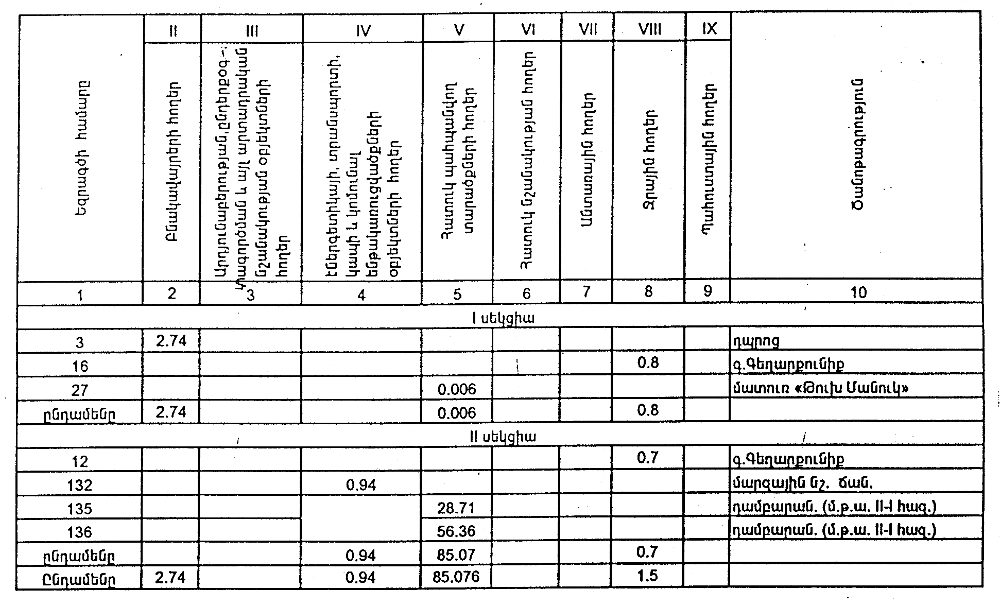 II III IV V VI VII VIII IX
Եզրագծի համարը
Բնակավայրերի հողեր
Արդյունաբերության, ընդերքօգ-
տագործման և այլ արտադրական
նշանակության օբյեկտների
հողեր
էներգետիկայի, տրանսպորտի,
կապի և կոմունալ
ենթակառուցվածքների
օբյեկտների հողեր
Հատուկ պահպանվող
տարածքների հողեր
Հատուկ նշանակության հողեր
Անտառային հողեր
Ջրային հողեր
Պահուստային հողեր
Ծանոթագրություն
1 2 3 4 5 6 7 8 9 10
I սեկցիա
3 2.74 դպրոց
16 0.8 գ.Գեղարքունիք
27 0.006 մատուռ «Թուխ Մանուկ»
ընդամենը 2.74 0.006 0.8
II սեկցիա
12 0.7 գ.Գեղարքունիք
132 0.94 մարզային նշ. ճան.
135 28.71 դամբարան. (մ.թ.ա. II-I հազ.)
136 56.36 դամբարան. (մ.թ.ա. II-I հազ.)
ընդամենը 0.94 85.07 0.7
Ընդամենը 2.74 0.94 85.076 1.5